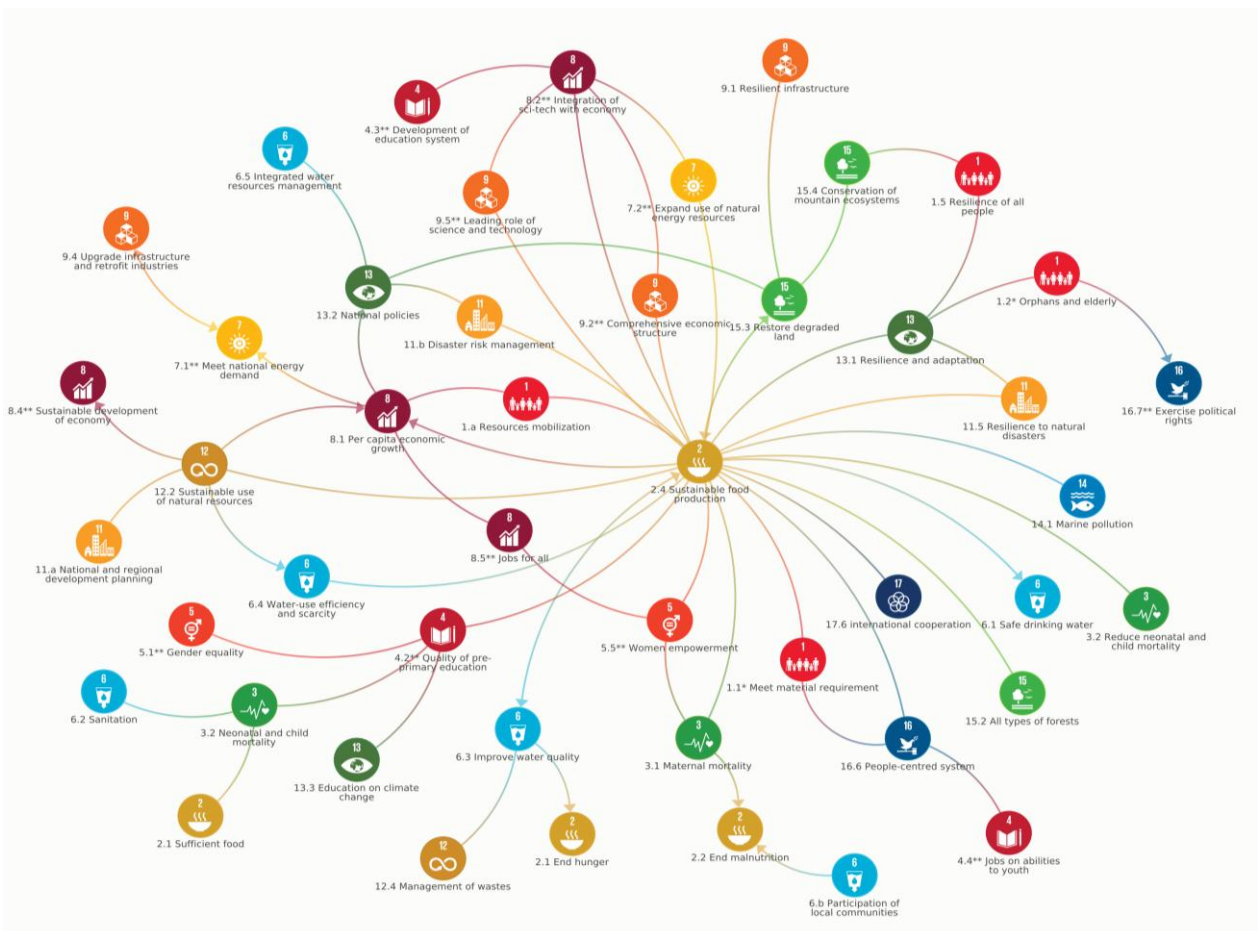 8
8.2** Integration of
sci-tech with economy
9
9.1 Resilient infrastructure
4
4.3** Development of
education system
6
6.5 Integrated water
resources management
15
15.4 Conservation of
mountain ecosystems
1
1.5 Resilience of all
people
7
7.2** Expand use of natural
energy resources
9
9.5** Leading role of
science and technology
9
9.4 Upgrade infrastructure
and retrofit industries
1
1.2* Orphans and elderly
13
13.2 National policies
9
9.2** Comprehensive economic
structure
15
15.3 Restore degraded
land
11
11.b Disaster risk management
13
13.1 Resilience and adaptation
7
7.1** Meet national energy
demand
8
8.4** Sustainable development
of economy
16
16.7** Exercise political
rights
8
8.1 Per capita economic
growth
1
1.a Resources mobilization
11
11.5 Resilience to natural
disasters
12
12.2 Sustainable use
of natural resources
2
2.4 Sustainable food
production
14
14.1 Marine pollution
11
11.a National and regional
development planning
8
8.5** Jobs for all
6
6.4 Water-use efficiency
and scarcity
17
17.6 international cooperation
6
6.1 Safe drinking water
3
3.2 Reduce neonatal and
child mortality
5
5.1** Gender equality
4
4.2** Quality of pre-
primary education
5
5.5** Women empowerment
1
1.1* Meet material requirement
6
6.2 Sanitation
3
3.2 Neonatal and child
mortality
15
15.2 All types of forests
6
6.3 Improve water quality
3
3.1 Maternal mortality
16
16.6 People-centred system
13
13.3 Education on climate
change
2
2.1 Sufficient food
12
12.4 Management of wastes
2
2.1 End hunger
2
2.2 End malnutrition
4
4.4** Jobs on abilities
to youth
6
6.b Participation of
local communities